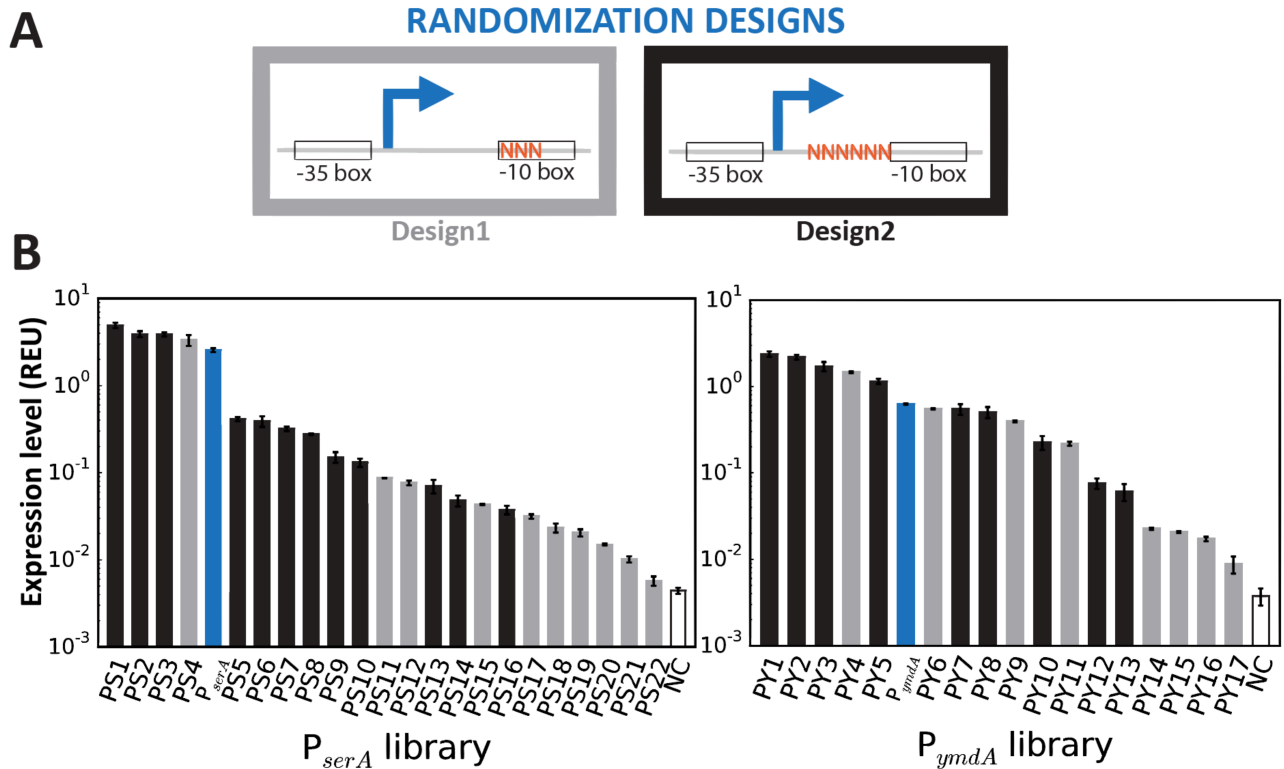 A
RANDOMIZATION DESIGNS
NNN
-35 box
-10 box
Design1
NNNNNN
-35 box
-10 box
Design2
B
Expression level (REU)
10^1
10^0
10^-1
10^-2
10^-3
PS1 PS2 PS3 PS4 P_serA PS5 PS6 PS7 PS8 PS9 PS10 PS11 PS12 PS13 PS14 PS15 PS16 PS17 PS18 PS19 PS20 PS21 PS22 NC
P_serA library
10^1
10^0
10^-1
10^-2
10^-3
PY1 PY2 PY3 PY4 PY5 P_ymdA PY6 PY7 PY8 PY9 PY10 PY11 PY12 PY13 PY14 PY15 PY16 PY17 NC
P_ymdA library